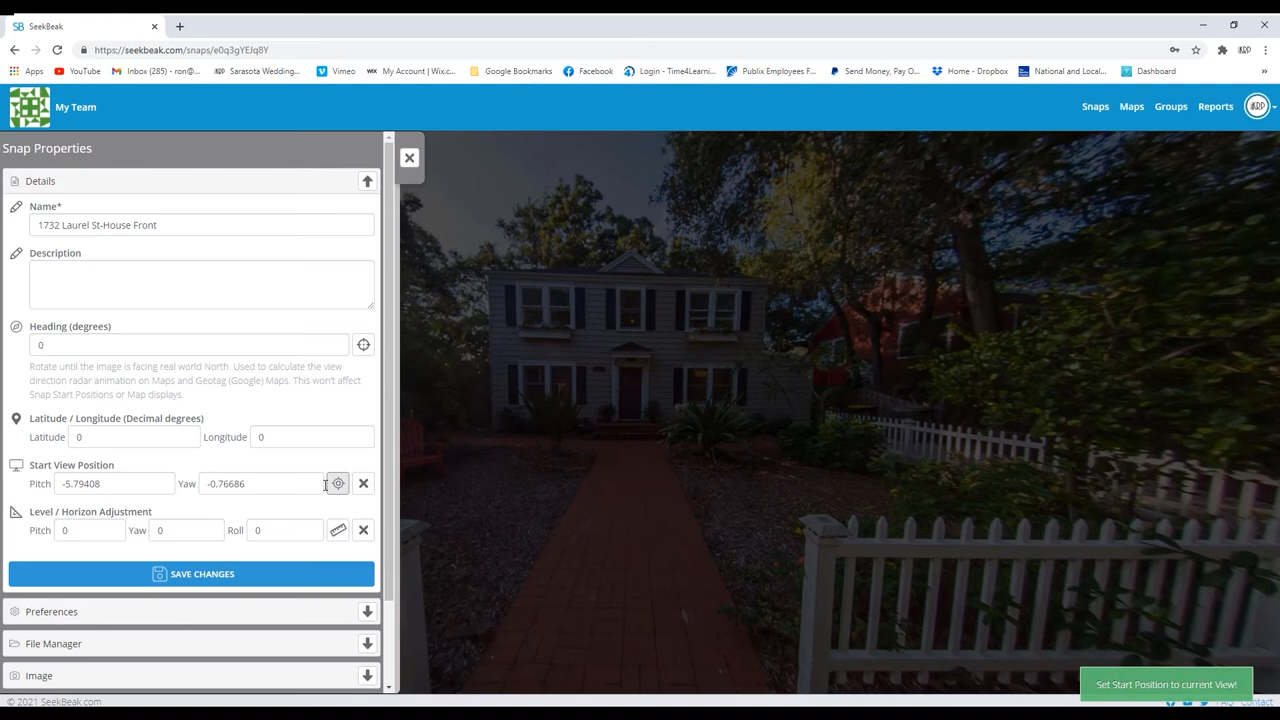 SB SeekBeak
https://seekbeak.com/snaps/e0q3gYEJq8Y
Apps YouTube Inbox (285) - ron@... Sarasota Wedding... Vimeo WIX My Account | Wix.c... Google Bookmarks Facebook Login - Time4Learni... Publix Employees F... Send Money, Pay O... Home - Dropbox National and Local... Dashboard
My Team Snaps Maps Groups Reports
Snap Properties
Details
Name*
1732 Laurel St-House Front
Description
Heading (degrees)
0
Rotate until the image is facing real world North. Used to calculate the view
direction radar animation on Maps and Geotag (Google) Maps. This won't affect
Snap Start Positions or Map displays.
Latitude / Longitude (Decimal degrees)
Latitude 0 Longitude 0
Start View Position
Pitch -5.79408 Yaw -0.76686
Level / Horizon Adjustment
Pitch 0 Yaw 0 Roll 0
SAVE CHANGES
Preferences
File Manager
Image
Set Start Position to current View!
© 2021 SeekBeak.com FAQ Contact